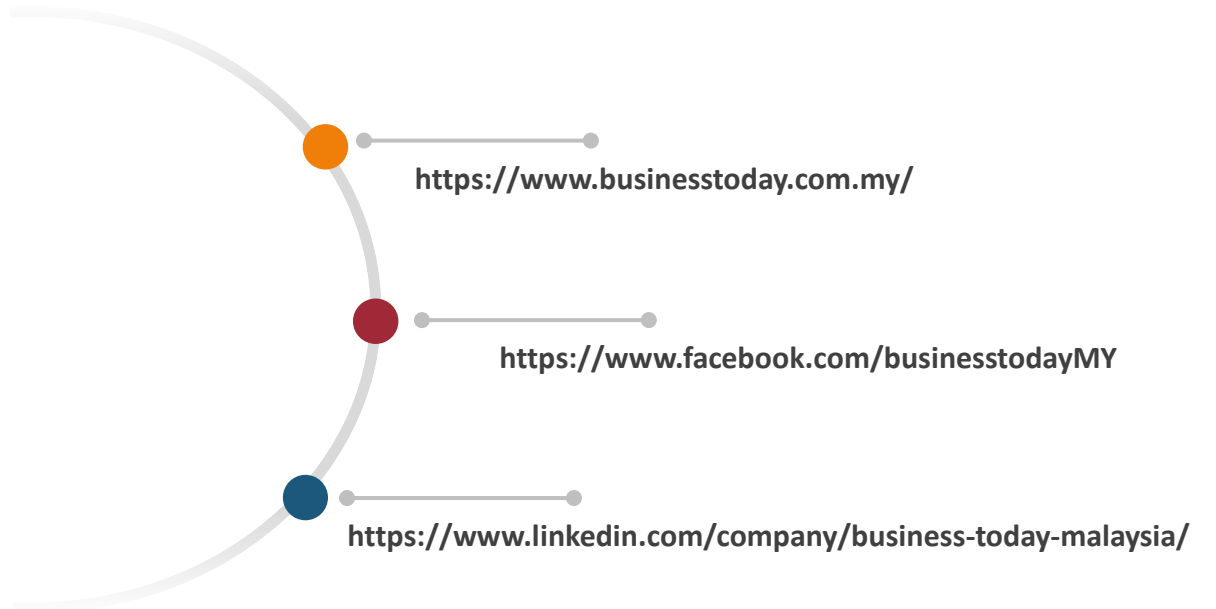 https://www.businesstoday.com.my/
https://www.facebook.com/businesstodayMY
https://www.linkedin.com/company/business-today-malaysia/